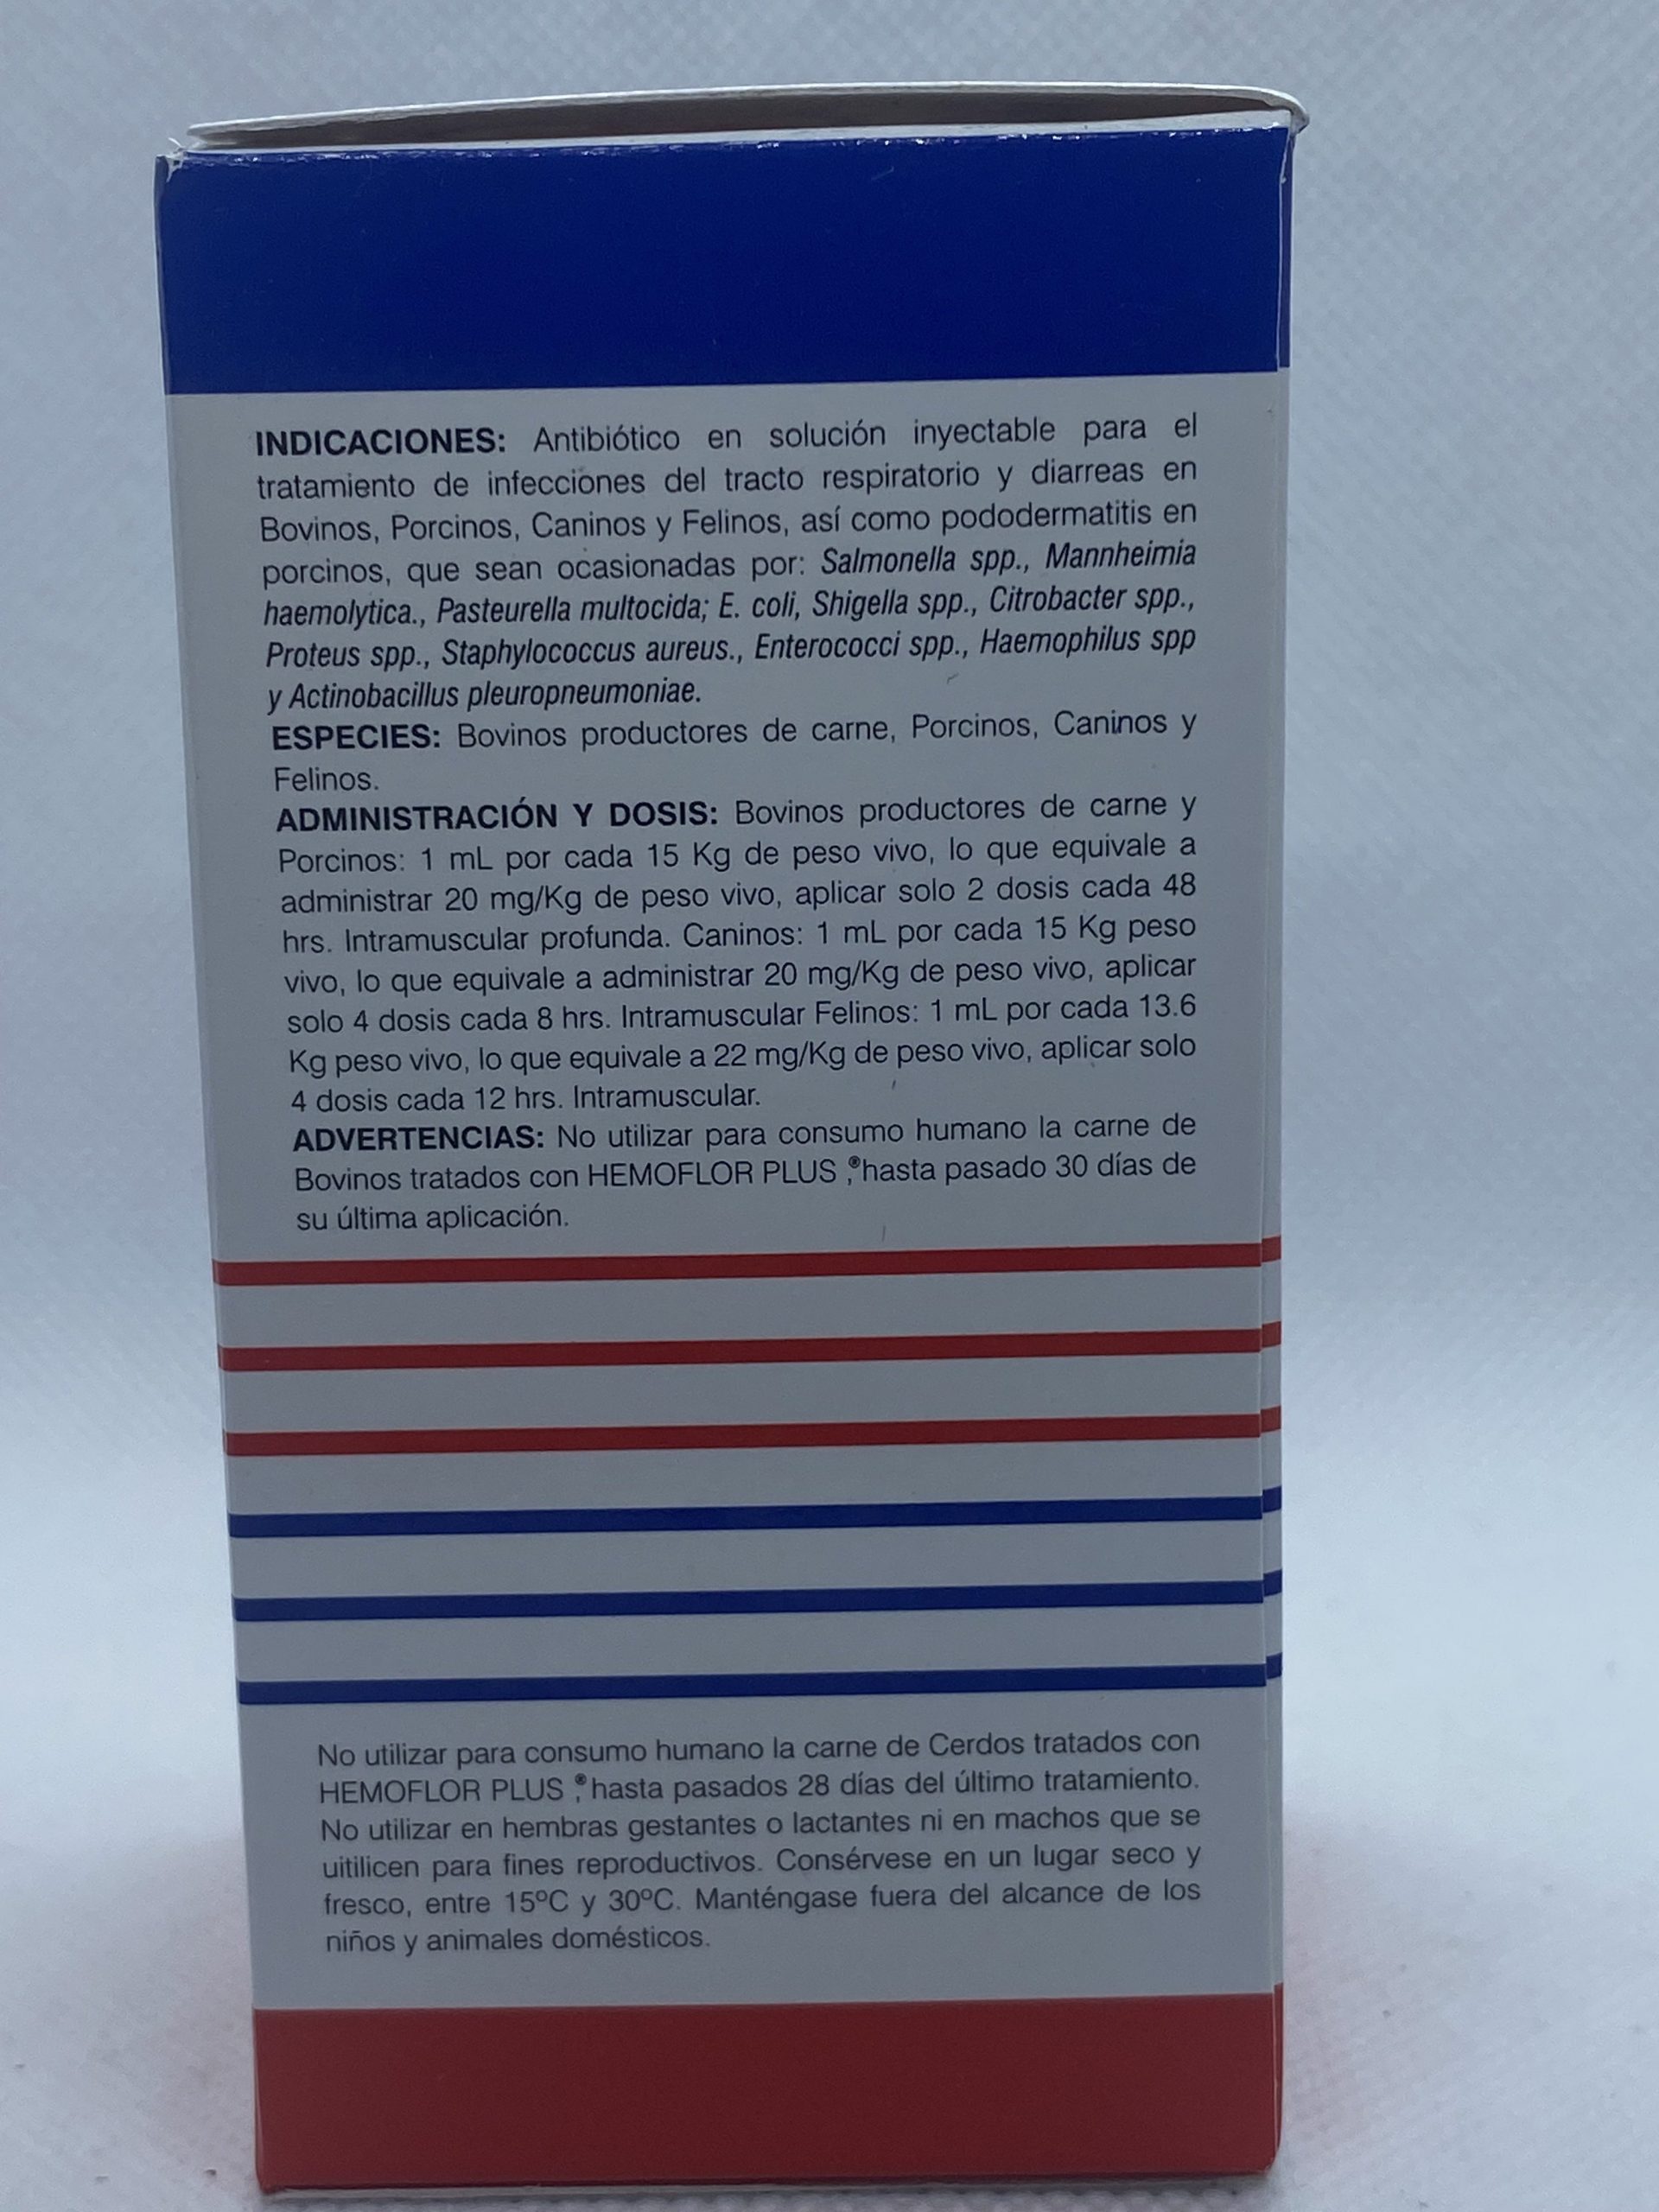 INDICACIONES: Antibiótico en solución inyectable para el
tratamiento de infecciones del tracto respiratorio y diarreas en
Bovinos, Porcinos, Caninos y Felinos, así como pododermatitis en
porcinos, que sean ocasionadas por: Salmonella spp., Mannheimia
haemolytica., Pasteurella multocida; E. coli, Shigella spp., Citrobacter spp.,
Proteus spp., Staphylococcus aureus., Enterococci spp., Haemophilus spp
y Actinobacillus pleuropneumoniae.
ESPECIES: Bovinos productores de carne, Porcinos, Caninos y
Felinos.
ADMINISTRACIÓN Y DOSIS: Bovinos productores de carne y
Porcinos: 1 mL por cada 15 Kg de peso vivo, lo que equivale a
administrar 20 mg/Kg de peso vivo, aplicar solo 2 dosis cada 48
hrs. Intramuscular profunda. Caninos: 1 mL por cada 15 Kg peso
vivo, lo que equivale a administrar 20 mg/Kg de peso vivo, aplicar
solo 4 dosis cada 8 hrs. Intramuscular Felinos: 1 mL por cada 13.6
Kg peso vivo, lo que equivale a 22 mg/Kg de peso vivo, aplicar solo
4 dosis cada 12 hrs. Intramuscular.
ADVERTENCIAS: No utilizar para consumo humano la carne de
Bovinos tratados con HEMOFLOR PLUS ®, hasta pasado 30 días de
su última aplicación.
No utilizar para consumo humano la carne de Cerdos tratados con
HEMOFLOR PLUS ®, hasta pasados 28 días del último tratamiento.
No utilizar en hembras gestantes o lactantes ni en machos que se
uitilicen para fines reproductivos. Consérvese en un lugar seco y
fresco, entre 15ºC y 30ºC. Manténgase fuera del alcance de los
niños y animales domésticos.